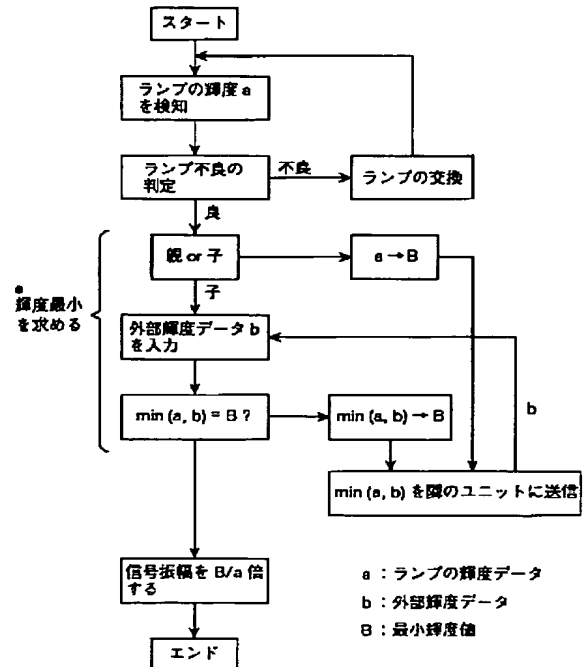 スタート
ランプの輝度 a
を検知
ランプ不良の
判定
不良
ランプの交換
良
親 or 子
a → B
子
*
輝度最小
を求める
外部輝度データ b
を入力
b
min (a, b) = B ?
min (a, b) → B
min (a, b) を隣のユニットに送信
信号振幅を B/a 倍
する
エンド
a ：ランプの輝度データ
b ：外部輝度データ
B ：最小輝度値